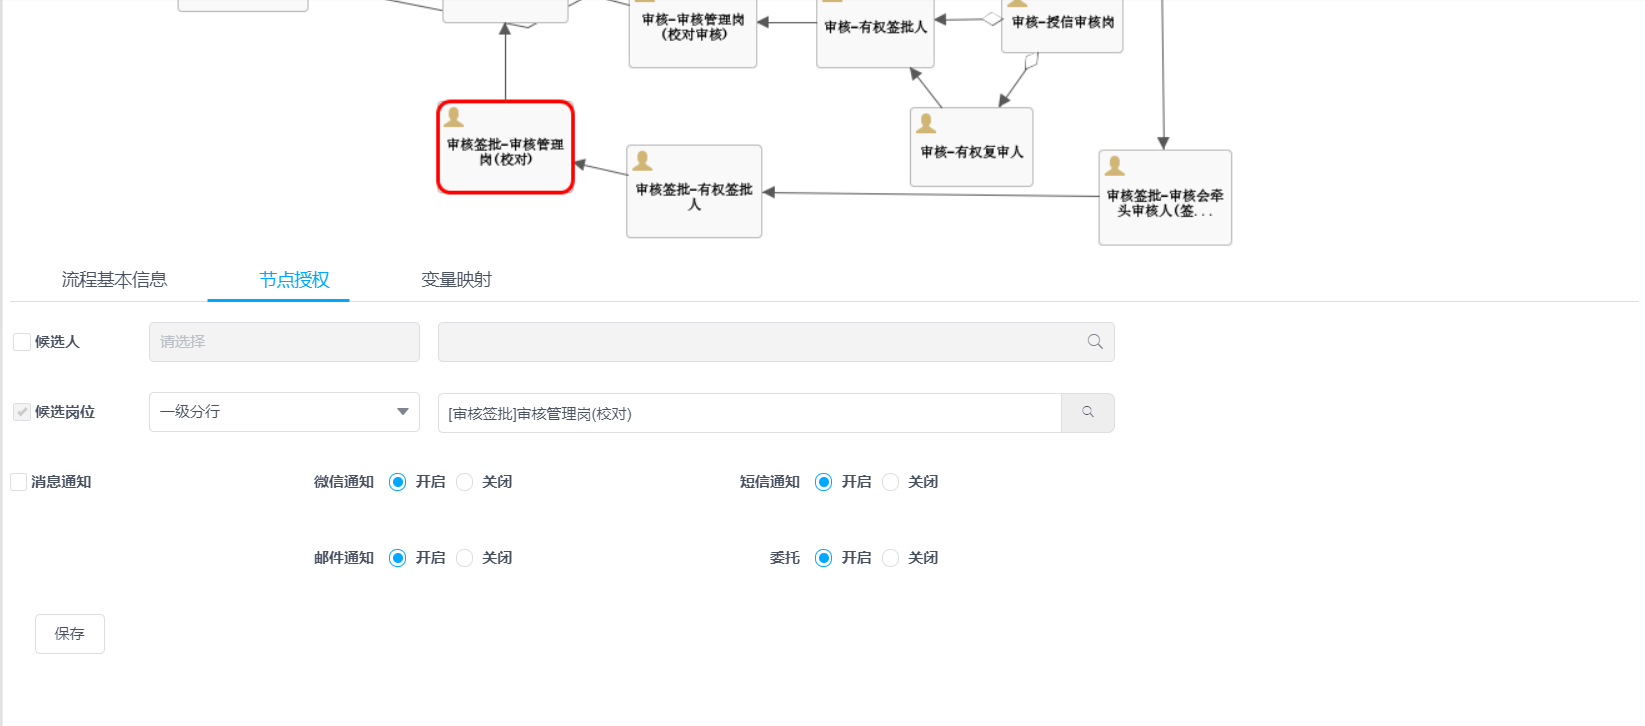 审核-审核管理岗
(校对审核)
审核-有权签批人
审核-授信审核岗
审核签批-审核管理
岗(校对)
审核-有权复审人
审核签批-有权签批
人
审核签批-审核会牵
头审核人(签...
流程基本信息
节点授权
变量映射
候选人
请选择
候选岗位
一级分行
[审核签批]审核管理岗(校对)
消息通知
微信通知 开启 关闭
短信通知 开启 关闭
邮件通知 开启 关闭
委托 开启 关闭
保存